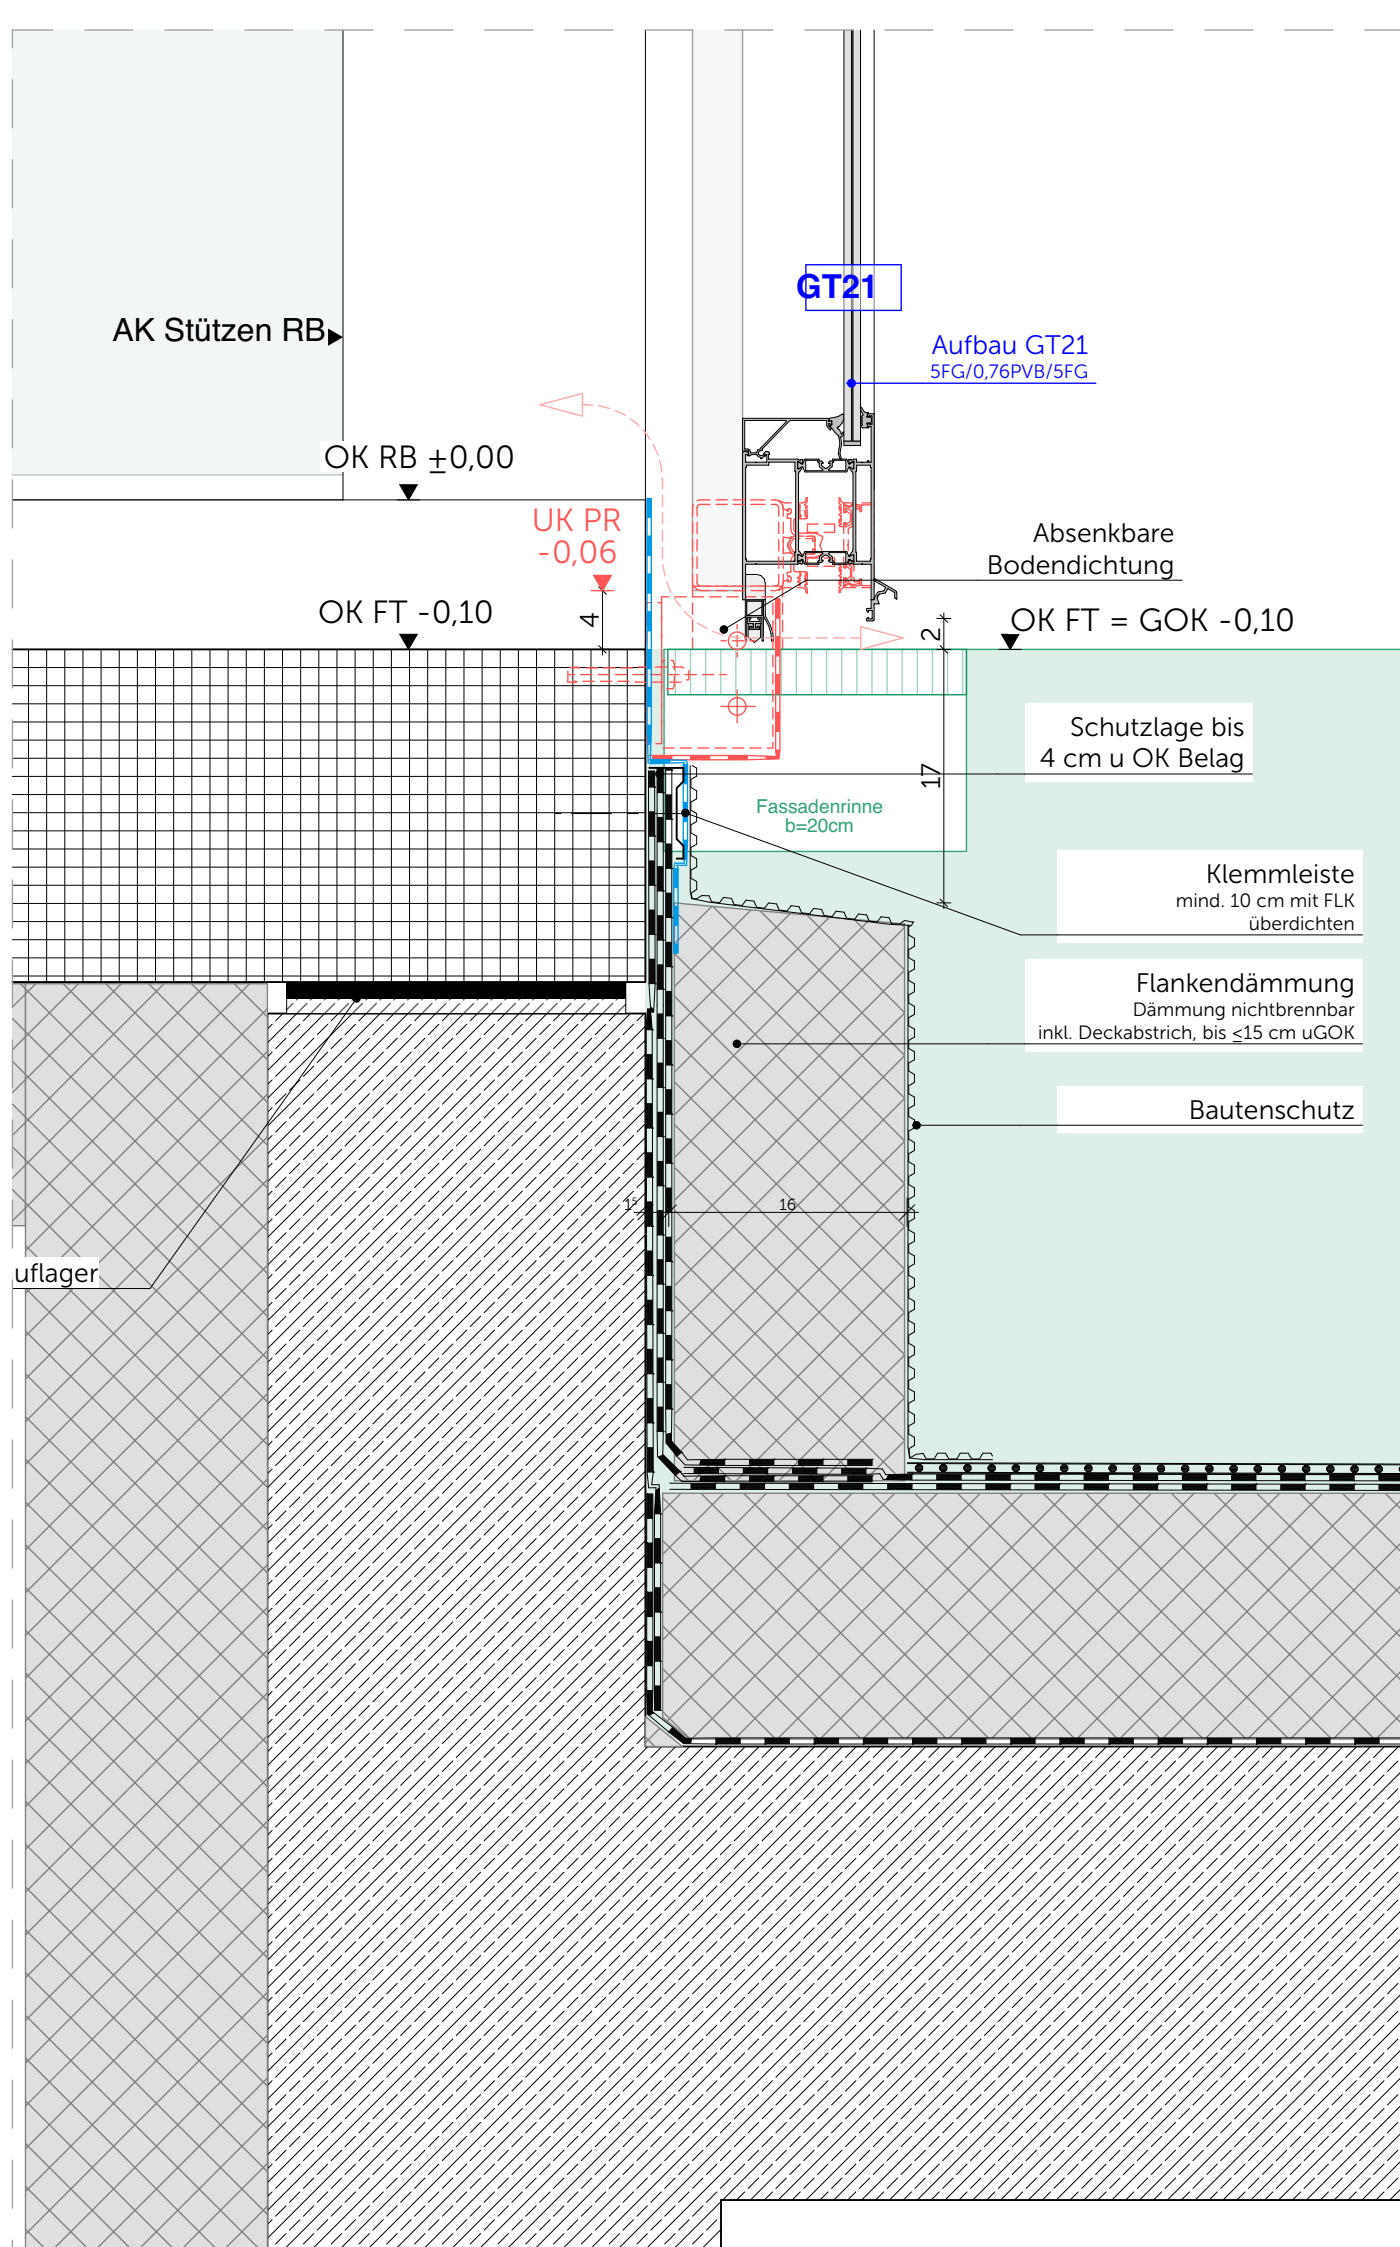 GT21
AK Stützen RB
Aufbau GT21
5FG/0,76PVB/5FG
OK RB ±0,00
UK PR
-0,06
Absenkbare
Bodendichtung
OK FT -0,10
4
2
OK FT = GOK -0,10
Schutzlage bis
4 cm u OK Belag
17
Fassadenrinne
b=20cm
Klemmleiste
mind. 10 cm mit FLK
überdichten
Flankendämmung
Dämmung nichtbrennbar
inkl. Deckabstrich, bis ≤15 cm uGOK
Bautenschutz
1⁵
16
uflager